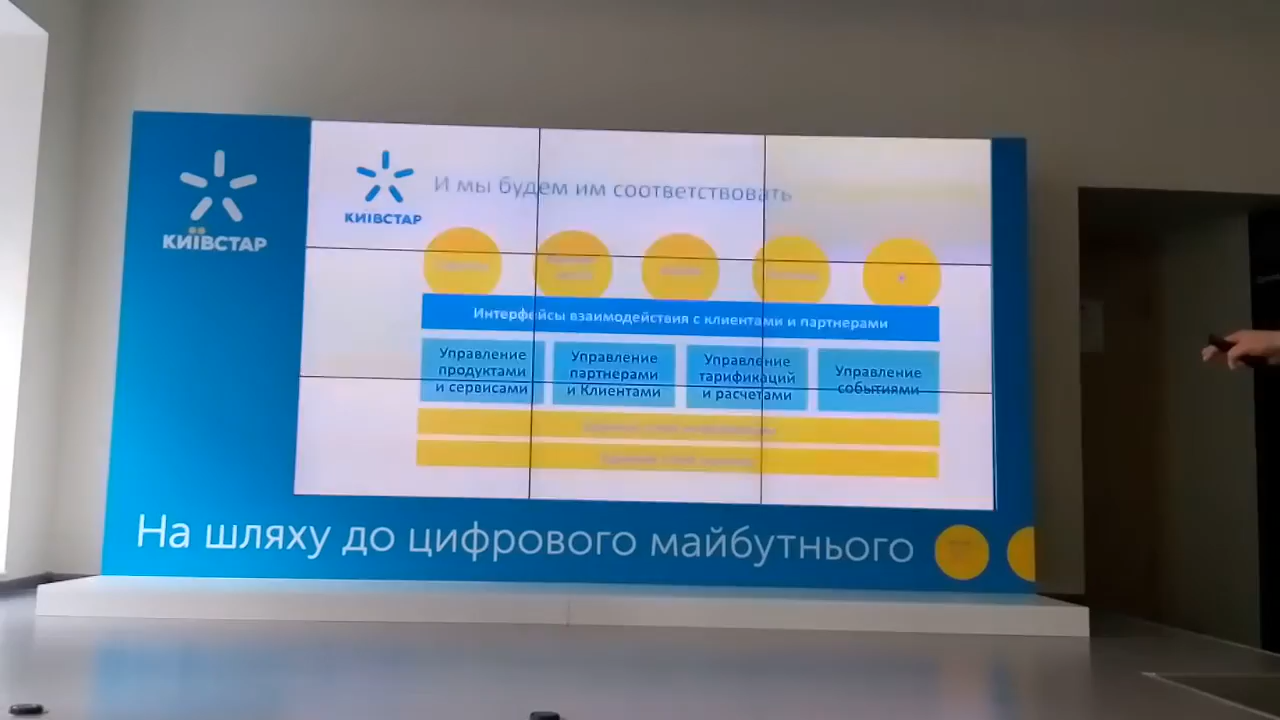 КИЇВСТАР
КИЇВСТАР
И мы будем им соответствовать
Интерфейсы взаимодействия с клиентами и партнерами
Управление
продуктами
и сервисами
Управление
партнерами
и Клиентами
Управление
тарификацией
и расчетами
Управление
событиями
На шляху до цифрового майбутнього